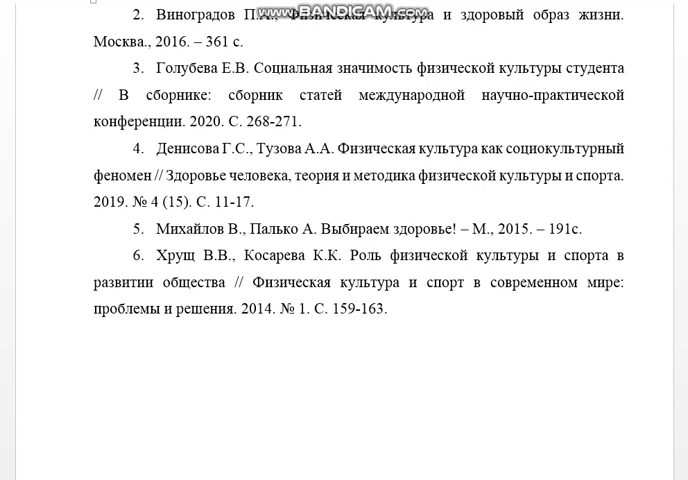 www.BANDICAM.com
2. Виноградов П.А., Физическая культура и здоровый образ жизни.
Москва., 2016. – 361 с.
3. Голубева Е.В. Социальная значимость физической культуры студента
// В сборнике: сборник статей международной научно-практической
конференции. 2020. С. 268-271.
4. Денисова Г.С., Тузова А.А. Физическая культура как социокультурный
феномен // Здоровье человека, теория и методика физической культуры и спорта.
2019. № 4 (15). С. 11-17.
5. Михайлов В., Палько А. Выбираем здоровье! – М., 2015. – 191с.
6. Хрущ В.В., Косарева К.К. Роль физической культуры и спорта в
развитии общества // Физическая культура и спорт в современном мире:
проблемы и решения. 2014. № 1. С. 159-163.